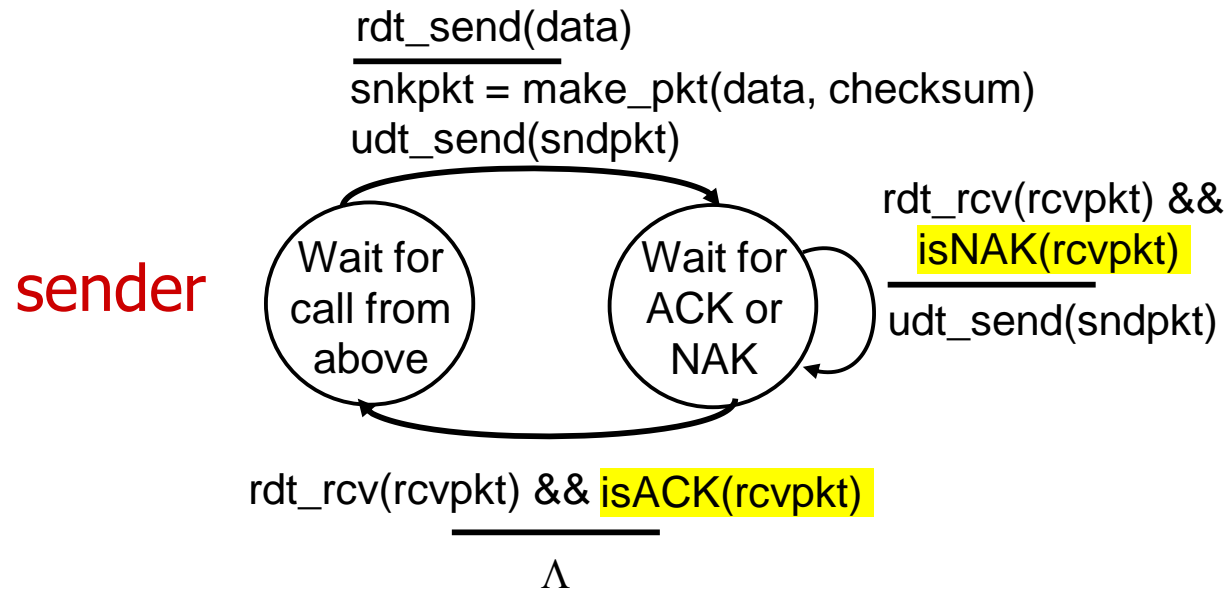 rdt_send(data)
snkpkt = make_pkt(data, checksum)
udt_send(sndpkt)
sender
Wait for
call from
above
Wait for
ACK or
NAK
rdt_rcv(rcvpkt) &&
isNAK(rcvpkt)
udt_send(sndpkt)
rdt_rcv(rcvpkt) && isACK(rcvpkt)
Λ